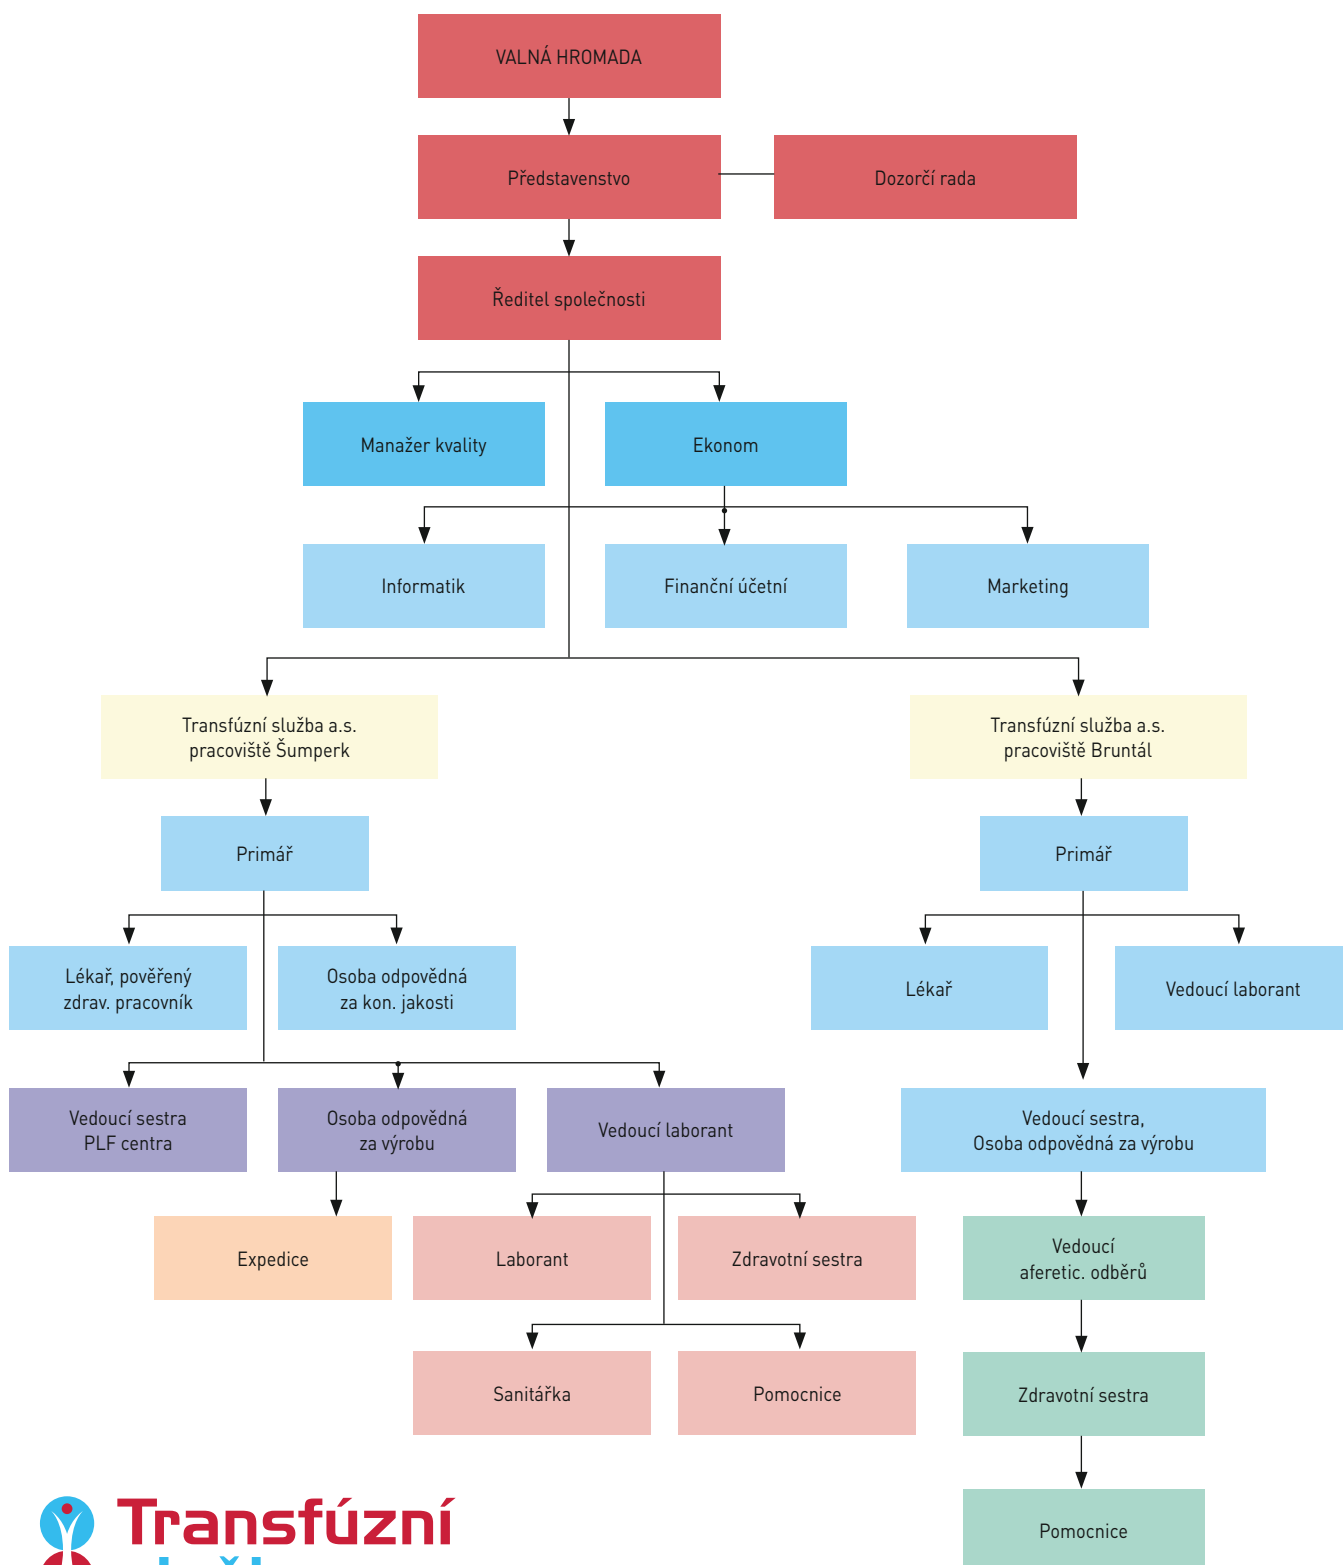 VALNÁ HROMADA
Představenstvo
Dozorčí rada
Ředitel společnosti
Manažer kvality
Ekonom
Informatik
Finanční účetní
Marketing
Transfúzní služba a.s.
pracoviště Šumperk
Transfúzní služba a.s.
pracoviště Bruntál
Primář
Primář
Lékař, pověřený
zdrav. pracovník
Osoba odpovědná
za kon. jakosti
Lékař
Vedoucí laborant
Vedoucí sestra
PLF centra
Osoba odpovědná
za výrobu
Vedoucí laborant
Vedoucí sestra,
Osoba odpovědná za výrobu
Expedice
Laborant
Zdravotní sestra
Vedoucí
aferetic. odběrů
Sanitářka
Pomocnice
Zdravotní sestra
Pomocnice
Transfúzní